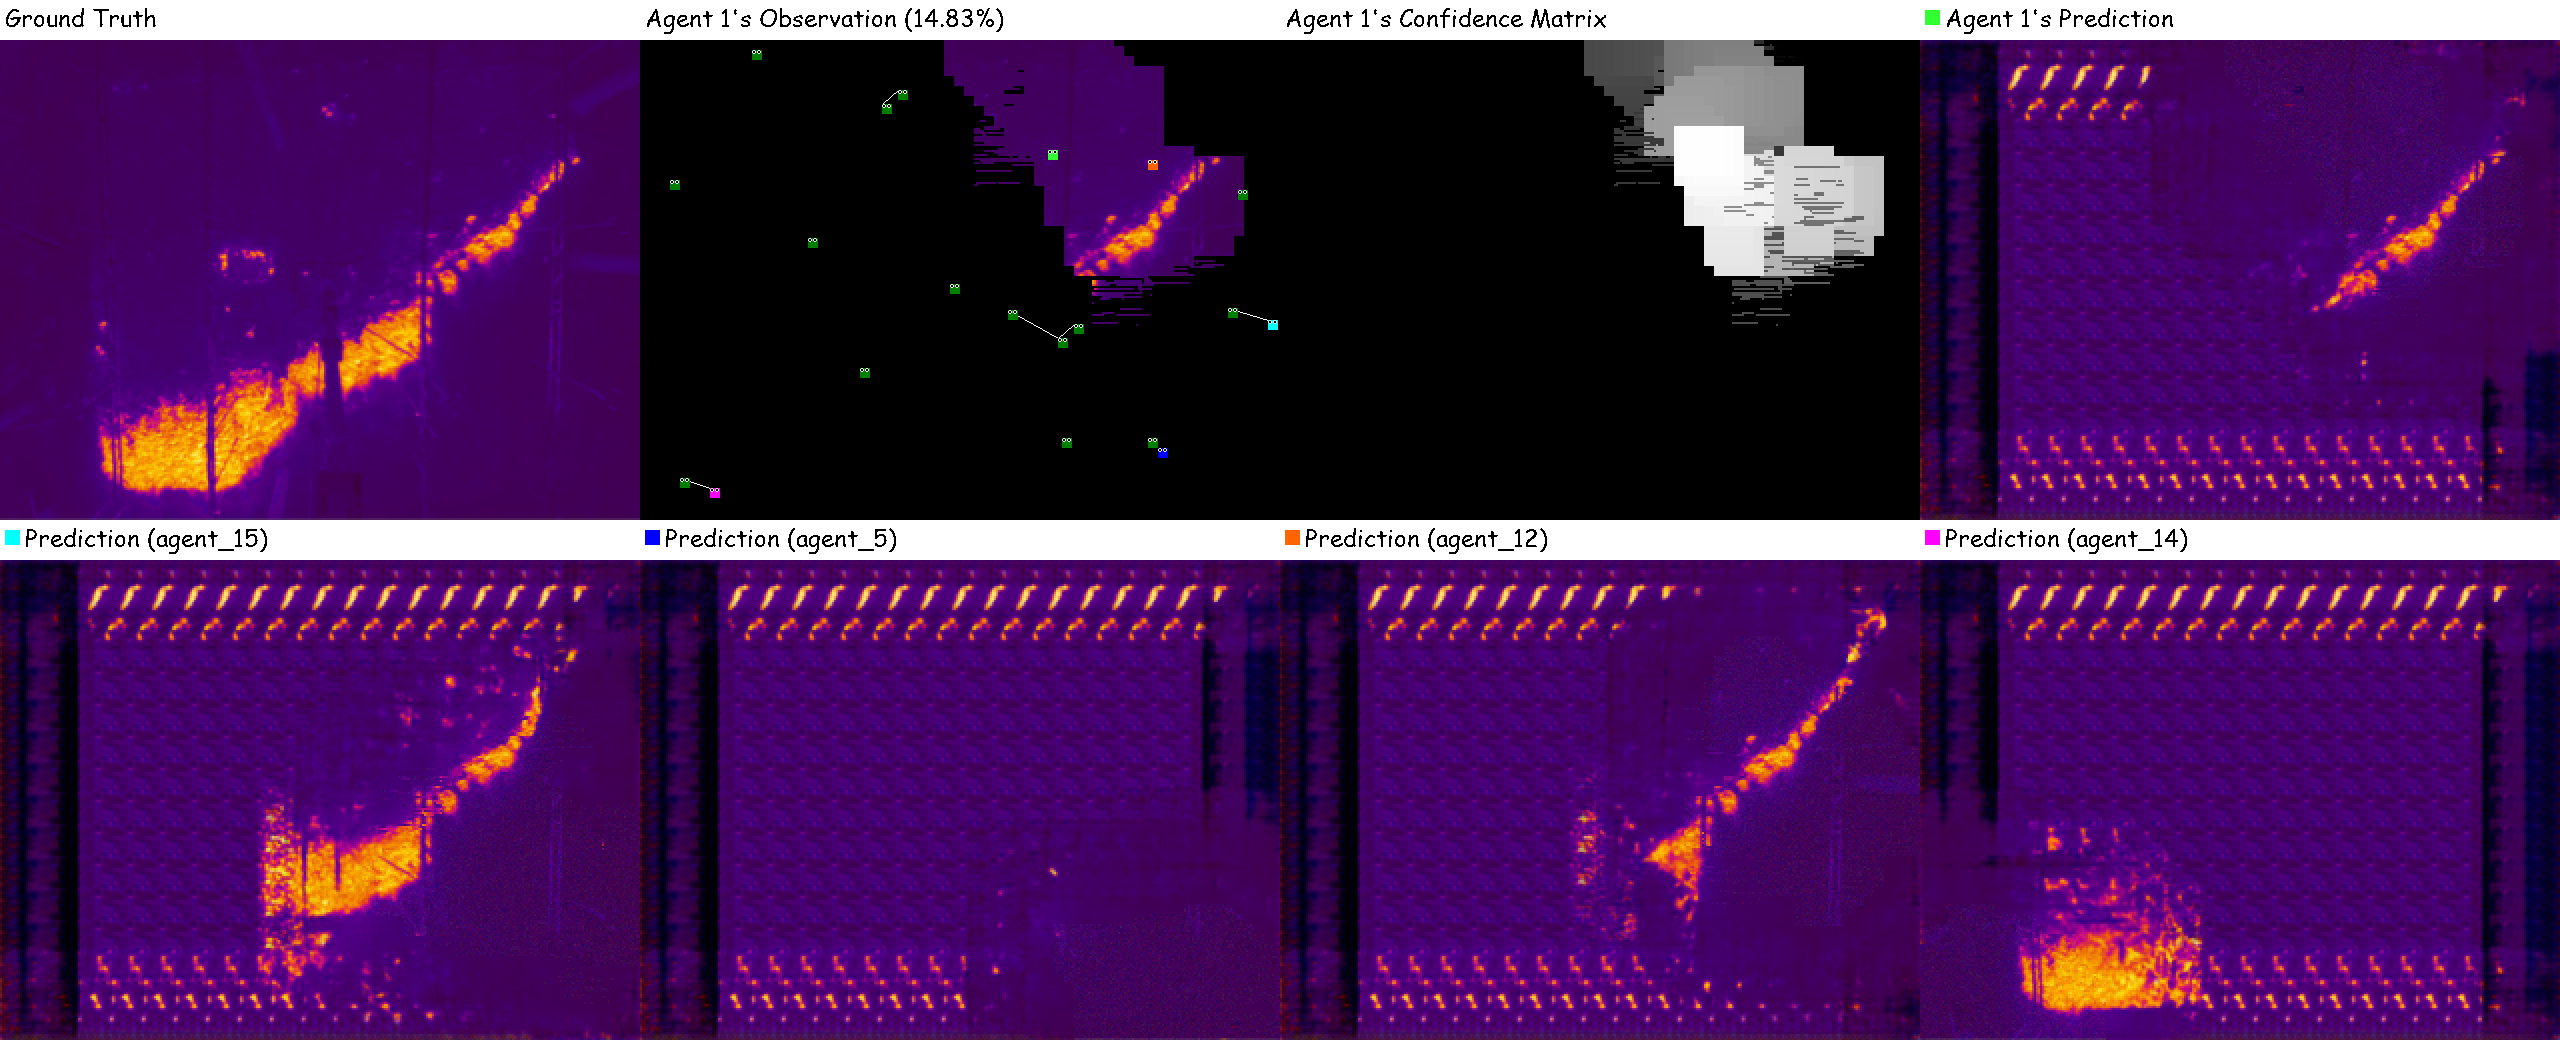 Ground Truth
Agent 1's Observation (14.83%)
Agent 1's Confidence Matrix
Agent 1's Prediction
Prediction (agent_15)
Prediction (agent_5)
Prediction (agent_12)
Prediction (agent_14)